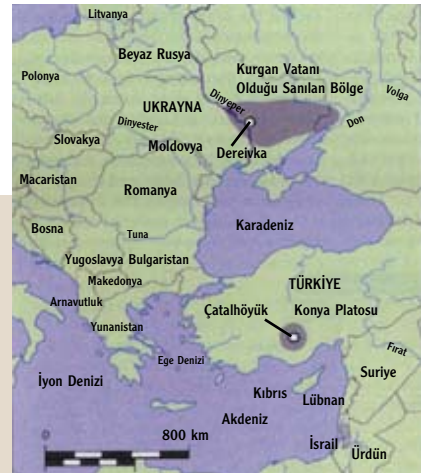 Litvanya
Beyaz Rusya
Polonya
Kurgan Vatanı
Olduğu Sanılan Bölge
Volga
UKRAYNA
Dinyeper
Dinyester
Don
Slovakya
Moldovya
Dereivka
Macaristan
Romanya
Bosna
Tuna
Karadeniz
Yugoslavya Bulgaristan
Makedonya
TÜRKİYE
Arnavutluk
Çatalhöyük
Konya Platosu
Yunanistan
Ege Denizi
Fırat
Suriye
İyon Denizi
Kıbrıs
Lübnan
Akdeniz
0
800 km
İsrail
Ürdün